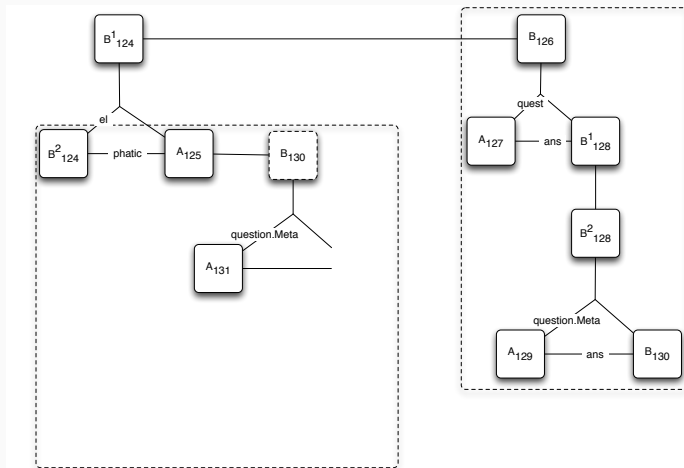 B¹₁₂₄
B₁₂₆
el
quest
A₁₂₇
ans
B¹₁₂₈
B²₁₂₄
phatic
A₁₂₅
B₁₃₀
B²₁₂₈
question.Meta
A₁₃₁
question.Meta
A₁₂₉
ans
B₁₃₀